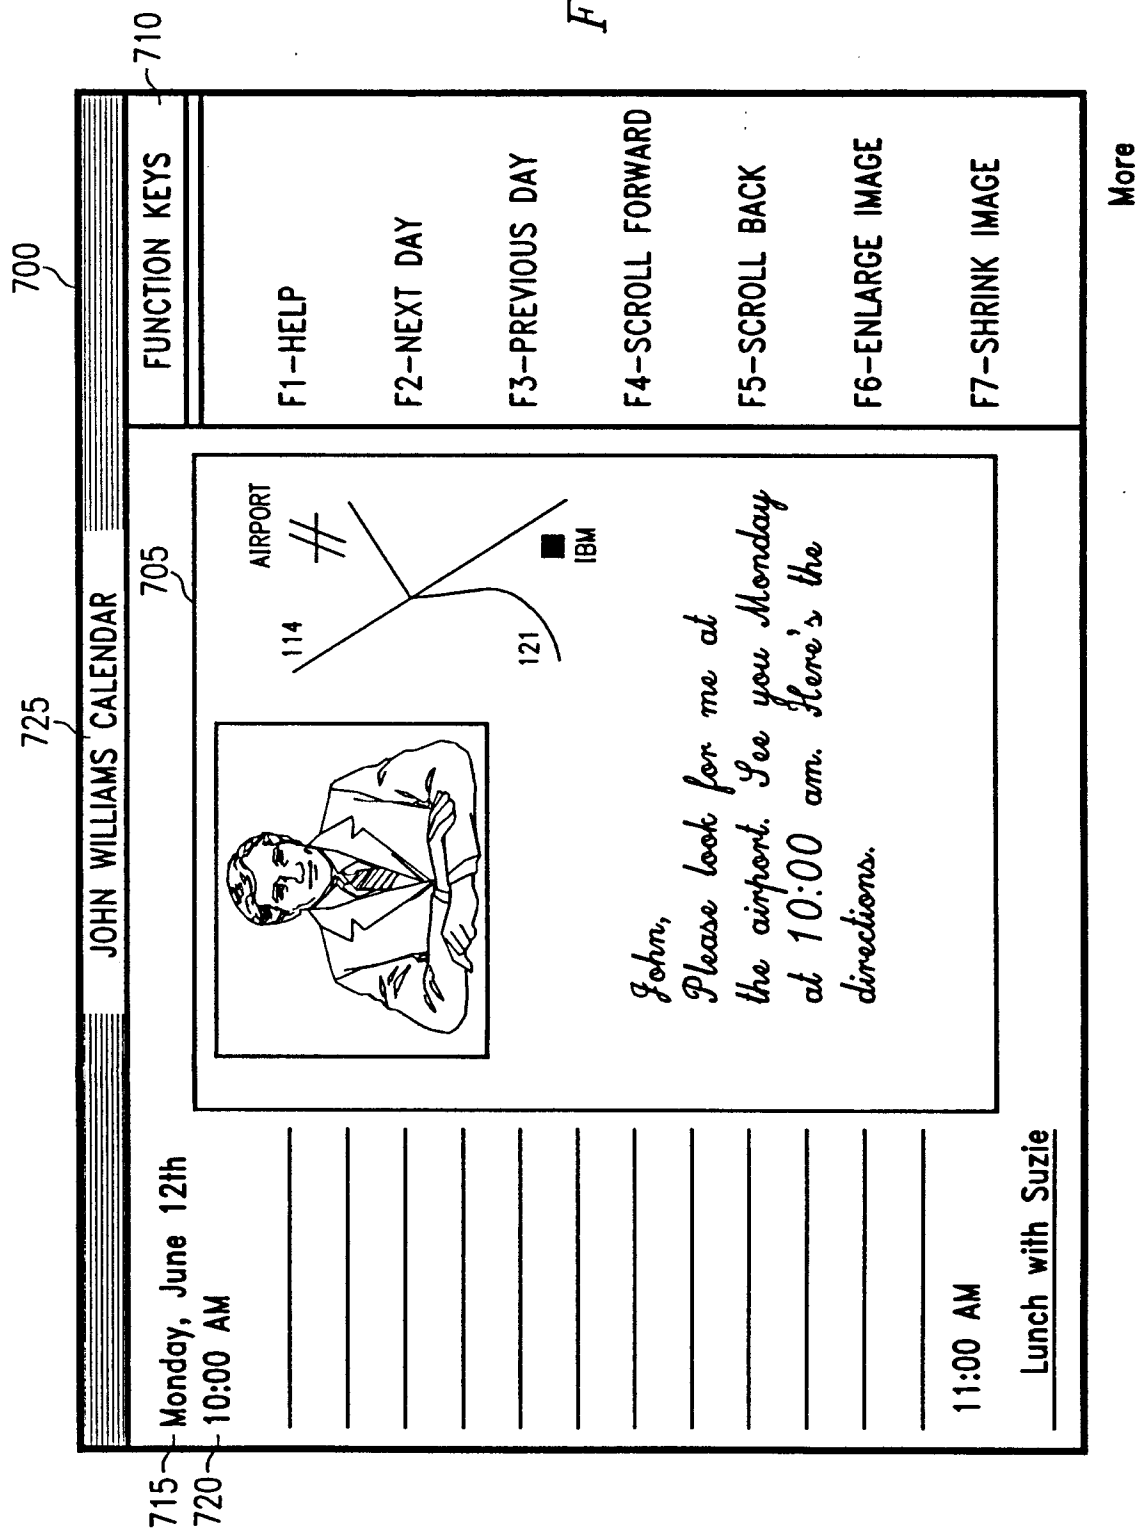 700
725
JOHN WILLIAMS' CALENDAR
710
FUNCTION KEYS
715
Monday, June 12th
720
10:00 AM
705
114
AIRPORT
121
IBM
John,
Please look for me at
the airport. See you Monday
at 10:00 am. Here's the
directions.
11:00 AM
Lunch with Suzie
F1-HELP
F2-NEXT DAY
F3-PREVIOUS DAY
F4-SCROLL FORWARD
F5-SCROLL BACK
F6-ENLARGE IMAGE
F7-SHRINK IMAGE
More
F